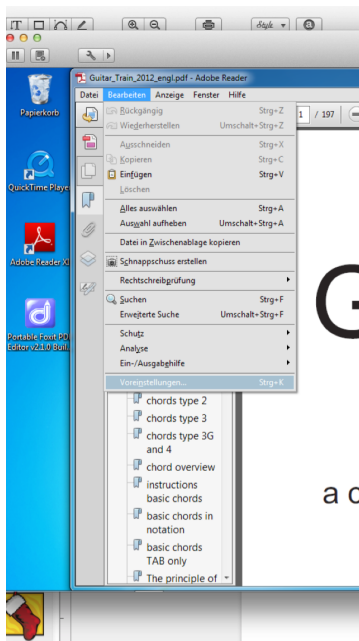 Style
Papierkorb
QuickTime Player
Adobe Reader XI
Portable Foxit PDF
Editor v2.1.0 Buil...
Guitar_Train_2012_engl.pdf - Adobe Reader
Datei Bearbeiten Anzeige Fenster Hilfe
1 / 197
Rückgängig Strg+Z
Wiederherstellen Umschalt+Strg+Z
Ausschneiden Strg+X
Kopieren Strg+C
Einfügen Strg+V
Löschen
Alles auswählen Strg+A
Auswahl aufheben Umschalt+Strg+A
Datei in Zwischenablage kopieren
Schnappschuss erstellen
Rechtschreibprüfung
Suchen Strg+F
Erweiterte Suche Umschalt+Strg+F
Schutz
Analyse
Ein-/Ausgabehilfe
Voreinstellungen... Strg+K
chords type 2
chords type 3
chords type 3G
and 4
chord overview
instructions
basic chords
basic chords in
notation
basic chords
TAB only
The principle of
G
a c